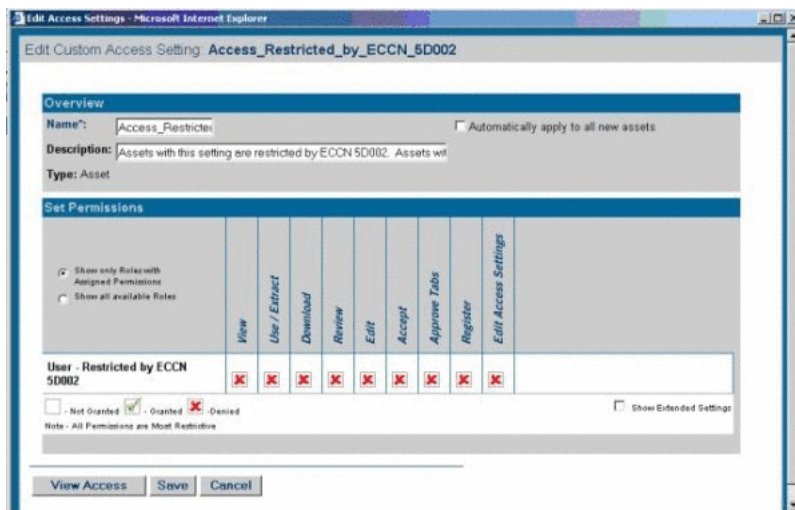 Edit Access Settings - Microsoft Internet Explorer
Edit Custom Access Setting: Access_Restricted_by_ECCN_5D002
Overview
Name*: Access_Restricted
Automatically apply to all new assets
Description: Assets with this setting are restricted by ECCN 5D002. Assets wit
Type: Asset
Set Permissions
Show only Roles with
Assigned Permissions
Show all available Roles
View
Use / Extract
Download
Review
Edit
Accept
Approve Tabs
Register
Edit Access Settings
User - Restricted by ECCN
5D002
- Not Granted - Granted -Denied
Show Extended Settings
Note - All Permissions are Most Restrictive
View Access Save Cancel